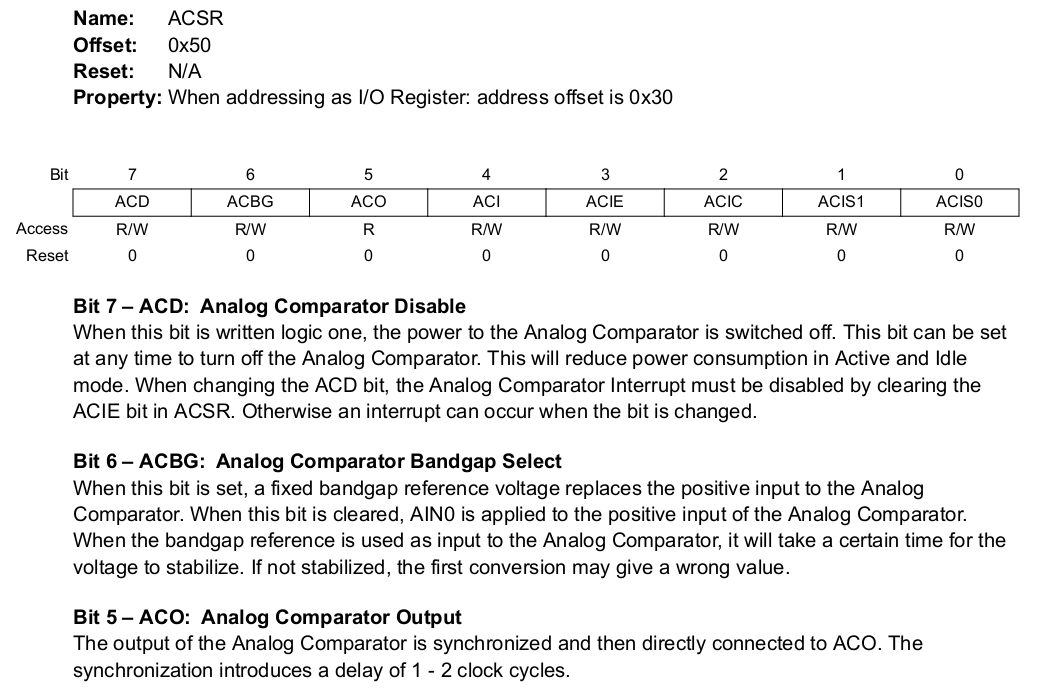 Name: ACSR
Offset: 0x50
Reset: N/A
Property: When addressing as I/O Register: address offset is 0x30
Bit 7 6 5 4 3 2 1 0
ACD ACBG ACO ACI ACIE ACIC ACIS1 ACIS0
Access R/W R/W R R/W R/W R/W R/W R/W
Reset 0 0 0 0 0 0 0 0
Bit 7 – ACD: Analog Comparator Disable
When this bit is written logic one, the power to the Analog Comparator is switched off. This bit can be set
at any time to turn off the Analog Comparator. This will reduce power consumption in Active and Idle
mode. When changing the ACD bit, the Analog Comparator Interrupt must be disabled by clearing the
ACIE bit in ACSR. Otherwise an interrupt can occur when the bit is changed.
Bit 6 – ACBG: Analog Comparator Bandgap Select
When this bit is set, a fixed bandgap reference voltage replaces the positive input to the Analog
Comparator. When this bit is cleared, AIN0 is applied to the positive input of the Analog Comparator.
When the bandgap reference is used as input to the Analog Comparator, it will take a certain time for the
voltage to stabilize. If not stabilized, the first conversion may give a wrong value.
Bit 5 – ACO: Analog Comparator Output
The output of the Analog Comparator is synchronized and then directly connected to ACO. The
synchronization introduces a delay of 1 - 2 clock cycles.